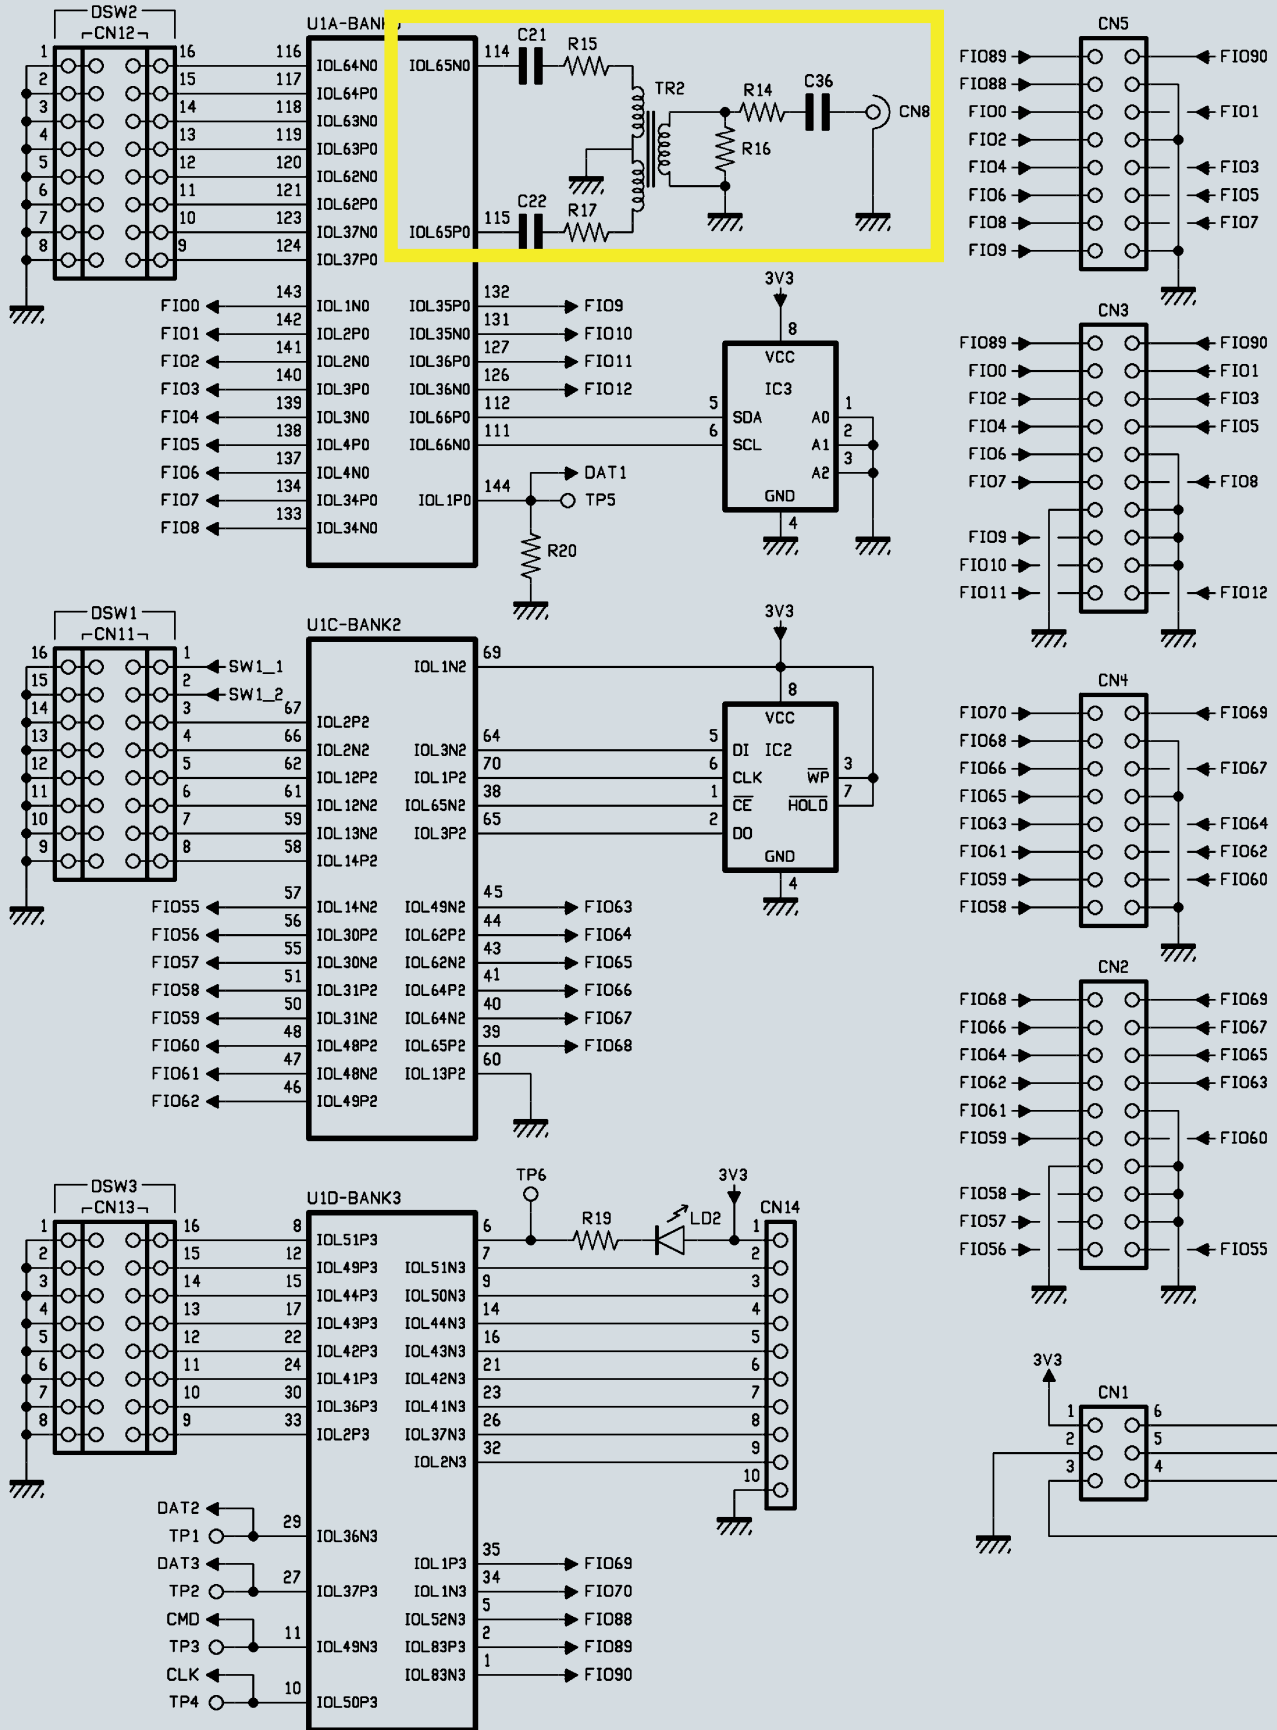 DSW2
CN12
1 16 116 IOL64N0
2 15 117 IOL64P0
3 14 118 IOL63N0
4 13 119 IOL63P0
5 12 120 IOL62N0
6 11 121 IOL62P0
7 10 123 IOL37N0
8 9 124 IOL37P0
U1A-BANK
IOL65N0 114 C21 R15
TR2 R14 C36 CN8
R16
IOL65P0 115 C22 R17
FIO0 143 IOL1N0 IOL35P0 132 FIO9
FIO1 142 IOL2P0 IOL35N0 131 FIO10
FIO2 141 IOL2N0 IOL36P0 127 FIO11
FIO3 140 IOL3P0 IOL36N0 126 FIO12
FIO4 139 IOL3N0 IOL66P0 112
FIO5 138 IOL4P0 IOL66N0 111
FIO6 137 IOL4N0
FIO7 134 IOL34P0 IOL1P0 144
FIO8 133 IOL34N0
DAT1
TP5
R20
3V3
8
VCC
IC3
5 SDA A0 1
6 SCL A1 2
A2 3
GND
4
CN5
FIO89 FIO90
FIO88
FIO0 FIO1
FIO2
FIO4 FIO3
FIO6 FIO5
FIO8 FIO7
FIO9
CN3
FIO89 FIO90
FIO0 FIO1
FIO2 FIO3
FIO4 FIO5
FIO6
FIO7 FIO8
FIO9
FIO10
FIO11 FIO12
DSW1
CN11
16 1 SW1_1
15 2 SW1_2
14 3 67 IOL2P2
13 4 66 IOL2N2
12 5 62 IOL12P2
11 6 61 IOL12N2
10 7 59 IOL13N2
9 8 58 IOL14P2
U1C-BANK2
IOL1N2 69
IOL3N2 64
IOL1P2 70
IOL65N2 38
IOL3P2 65
FIO55 57 IOL14N2 IOL49N2 45 FIO63
FIO56 56 IOL30P2 IOL62P2 44 FIO64
FIO57 55 IOL30N2 IOL62N2 43 FIO65
FIO58 51 IOL31P2 IOL64P2 41 FIO66
FIO59 50 IOL31N2 IOL64N2 40 FIO67
FIO60 48 IOL48P2 IOL65P2 39 FIO68
FIO61 47 IOL48N2 IOL13P2 60
FIO62 46 IOL49P2
3V3
8
VCC
5 DI IC2
6 CLK WP 3
1 CE HOLD 7
2 DO
GND
4
CN4
FIO70 FIO69
FIO68
FIO66 FIO67
FIO65
FIO63 FIO64
FIO61 FIO62
FIO59 FIO60
FIO58
CN2
FIO68 FIO69
FIO66 FIO67
FIO64 FIO65
FIO62 FIO63
FIO61
FIO59 FIO60
FIO58
FIO57
FIO56 FIO55
DSW3
CN13
1 16 8 IOL51P3
2 15 12 IOL49P3
3 14 15 IOL44P3
4 13 17 IOL43P3
5 12 22 IOL42P3
6 11 24 IOL41P3
7 10 30 IOL36P3
8 9 33 IOL2P3
U1D-BANK3
TP6
3V3
CN14
6 R19 LD2 1
IOL51N3 7 2
IOL50N3 9 3
IOL44N3 14 4
IOL43N3 16 5
IOL42N3 21 6
IOL41N3 23 7
IOL37N3 26 8
IOL2N3 32 9
10
DAT2
TP1 29 IOL36N3
DAT3
TP2 27 IOL37P3
CMD
TP3 11 IOL49N3
CLK
TP4 10 IOL50P3
IOL1P3 35 FIO69
IOL1N3 34 FIO70
IOL52N3 5 FIO88
IOL83P3 2 FIO89
IOL83N3 1 FIO90
3V3
CN1
1 6
2 5
3 4